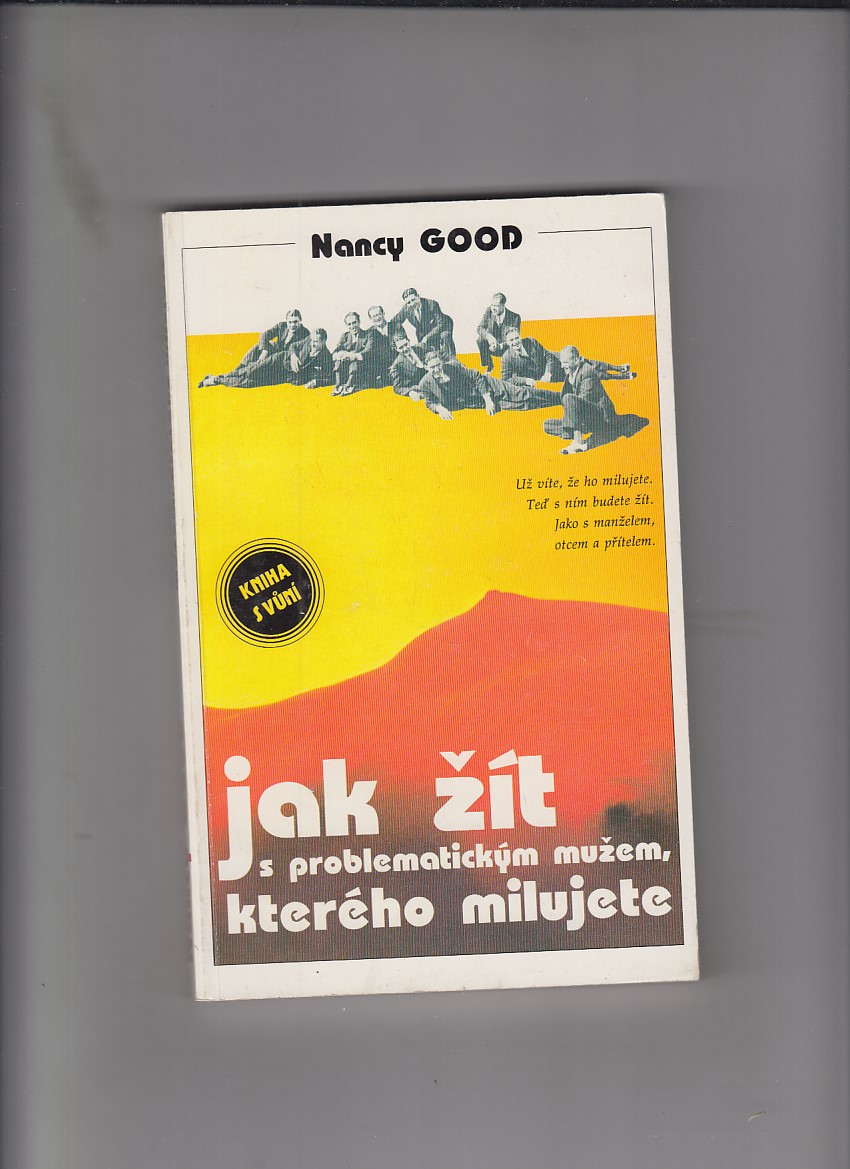 Nancy GOOD
Už víte, že ho milujete.
Teď s ním budete žít.
Jako s manželem,
otcem a přítelem.
KNIHA
S VŮNÍ
jak žít
s problematickým mužem,
kterého milujete